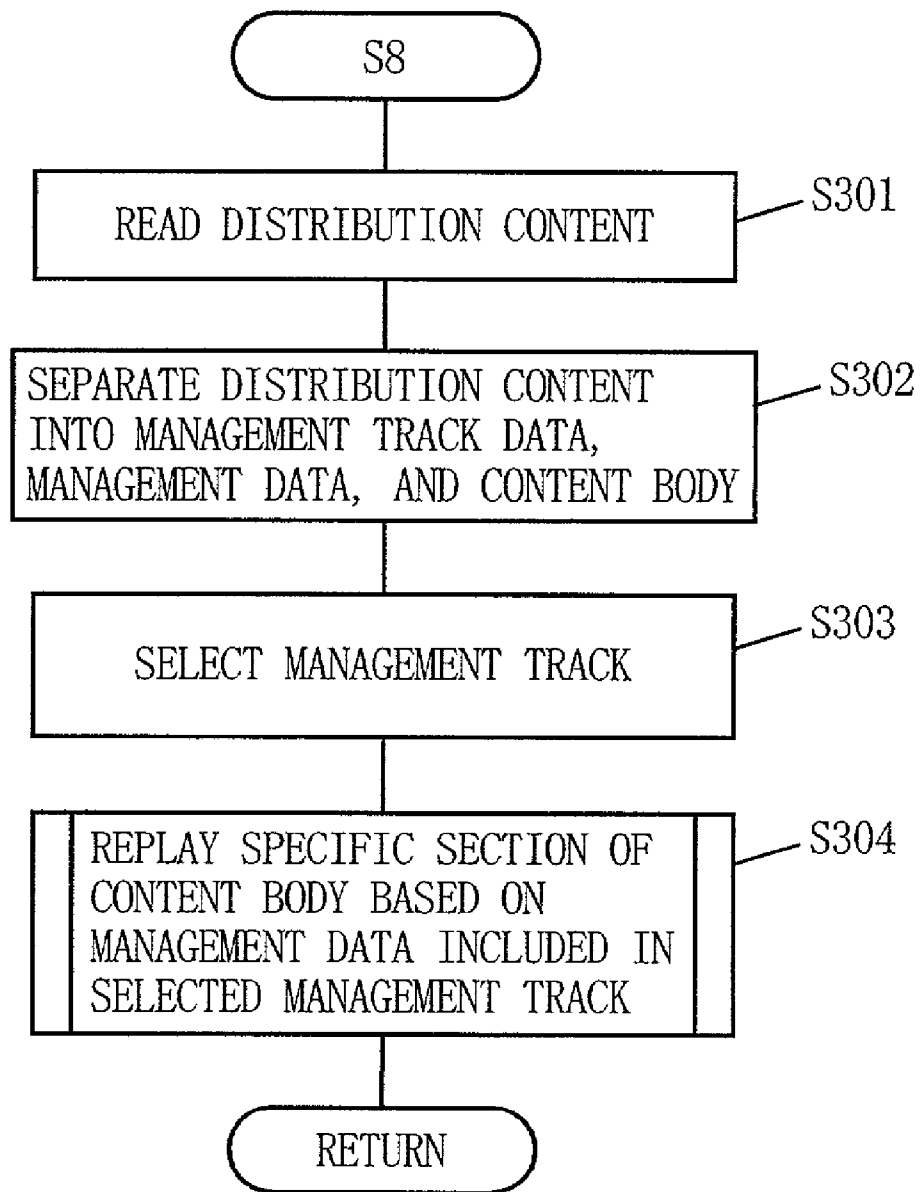 S8
READ DISTRIBUTION CONTENT
S301
SEPARATE DISTRIBUTION CONTENT
INTO MANAGEMENT TRACK DATA,
MANAGEMENT DATA, AND CONTENT BODY
S302
SELECT MANAGEMENT TRACK
S303
REPLAY SPECIFIC SECTION OF
CONTENT BODY BASED ON
MANAGEMENT DATA INCLUDED IN
SELECTED MANAGEMENT TRACK
S304
RETURN